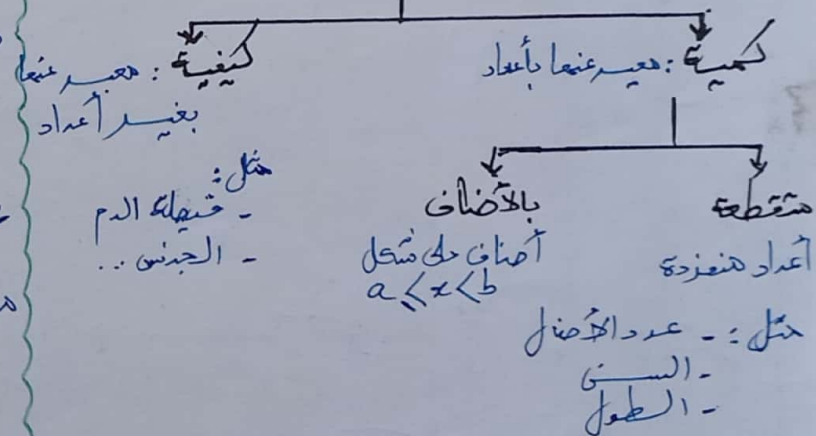 كمية: معبر عنها بأعداد
كيفية: معبر عنها
بغير أعداد
مثل:
- الدم
- الجنس ...
متقطعة
أعداد منفردة
مثل: - عدد الأطفال
- السن
- الطول
بالأصناف
أصناف على شكل
a ≤ x < b